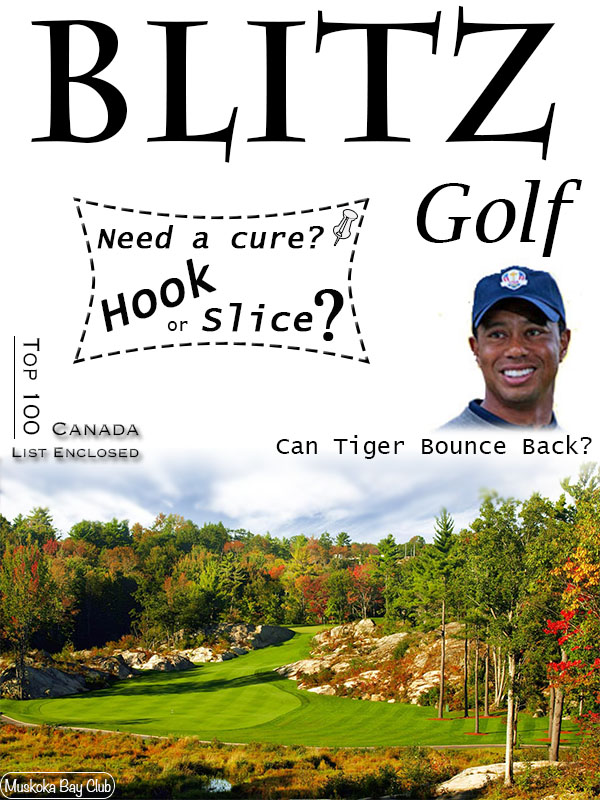 BLITZ
Golf
Need a cure?
Hook
or Slice?
TOP 100
CANADA
LIST ENCLOSED
Can Tiger Bounce Back?
Muskoka Bay Club